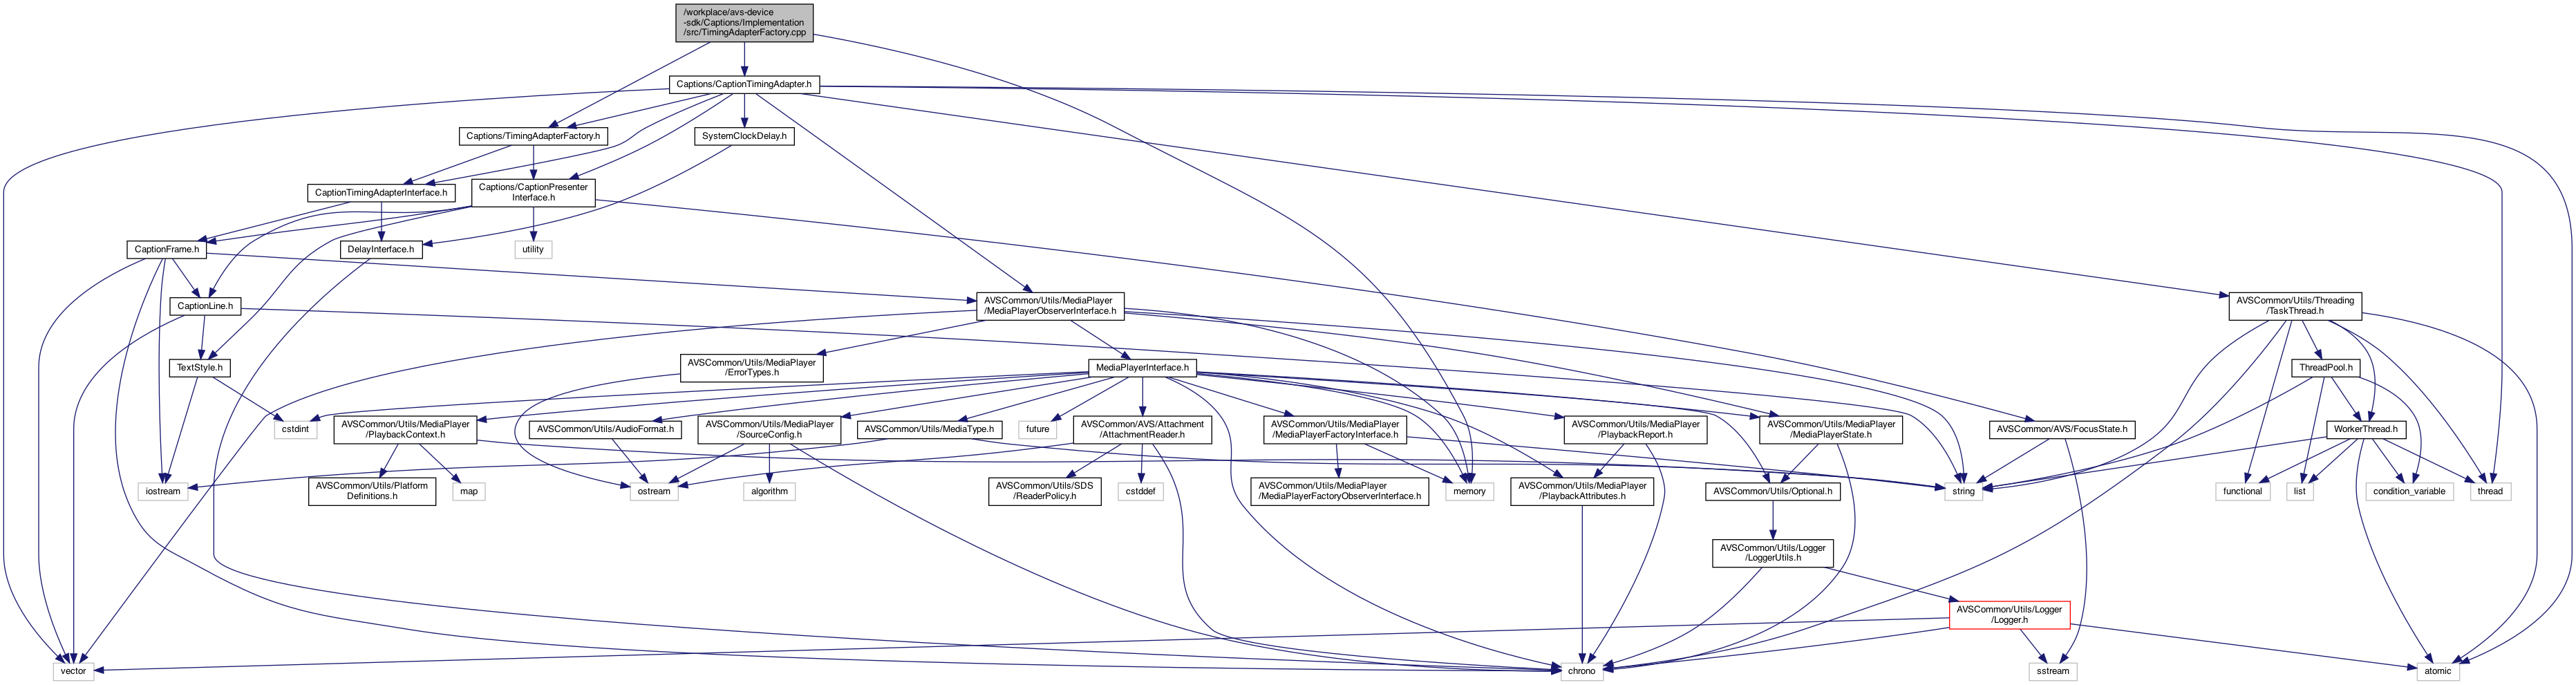 /workplace/avs-device
-sdk/Captions/Implementation
/src/TimingAdapterFactory.cpp
Captions/CaptionTimingAdapter.h
Captions/TimingAdapterFactory.h
SystemClockDelay.h
CaptionTimingAdapterInterface.h
Captions/CaptionPresenter
Interface.h
CaptionFrame.h
DelayInterface.h
utility
CaptionLine.h
AVSCommon/Utils/MediaPlayer
/MediaPlayerObserverInterface.h
AVSCommon/Utils/Threading
/TaskThread.h
TextStyle.h
AVSCommon/Utils/MediaPlayer
/ErrorTypes.h
MediaPlayerInterface.h
ThreadPool.h
cstdint
AVSCommon/Utils/MediaPlayer
/PlaybackContext.h
AVSCommon/Utils/AudioFormat.h
AVSCommon/Utils/MediaPlayer
/SourceConfig.h
AVSCommon/Utils/MediaType.h
future
AVSCommon/AVS/Attachment
/AttachmentReader.h
AVSCommon/Utils/MediaPlayer
/MediaPlayerFactoryInterface.h
AVSCommon/Utils/MediaPlayer
/PlaybackReport.h
AVSCommon/Utils/MediaPlayer
/MediaPlayerState.h
AVSCommon/AVS/FocusState.h
WorkerThread.h
iostream
AVSCommon/Utils/Platform
Definitions.h
map
ostream
algorithm
AVSCommon/Utils/SDS
/ReaderPolicy.h
cstddef
AVSCommon/Utils/MediaPlayer
/MediaPlayerFactoryObserverInterface.h
memory
AVSCommon/Utils/MediaPlayer
/PlaybackAttributes.h
AVSCommon/Utils/Optional.h
string
functional
list
condition_variable
thread
AVSCommon/Utils/Logger
/LoggerUtils.h
AVSCommon/Utils/Logger
/Logger.h
vector
chrono
sstream
atomic